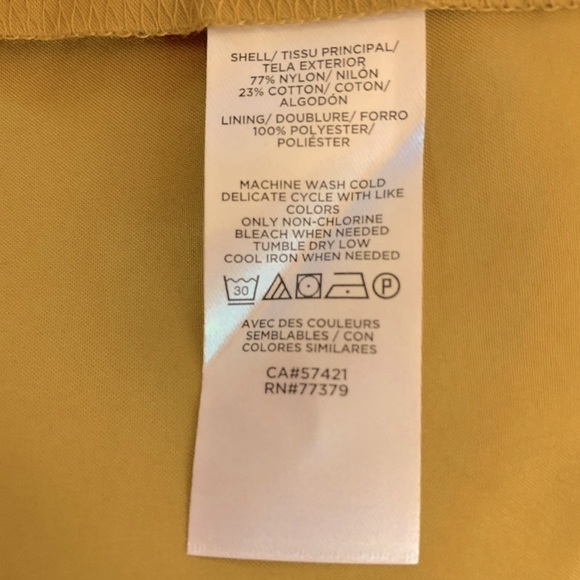 SHELL/ TISSU PRINCIPAL/
TELA EXTERIOR
77% NYLON/ NILÓN
23% COTTON/ COTON/
ALGODÓN
LINING/ DOUBLURE/ FORRO
100% POLYESTER/
POLIÉSTER
MACHINE WASH COLD
DELICATE CYCLE WITH LIKE
COLORS
ONLY NON-CHLORINE
BLEACH WHEN NEEDED
TUMBLE DRY LOW
COOL IRON WHEN NEEDED
30 P
AVEC DES COULEURS
SEMBLABLES / CON
COLORES SIMILARES
CA#57421
RN#77379